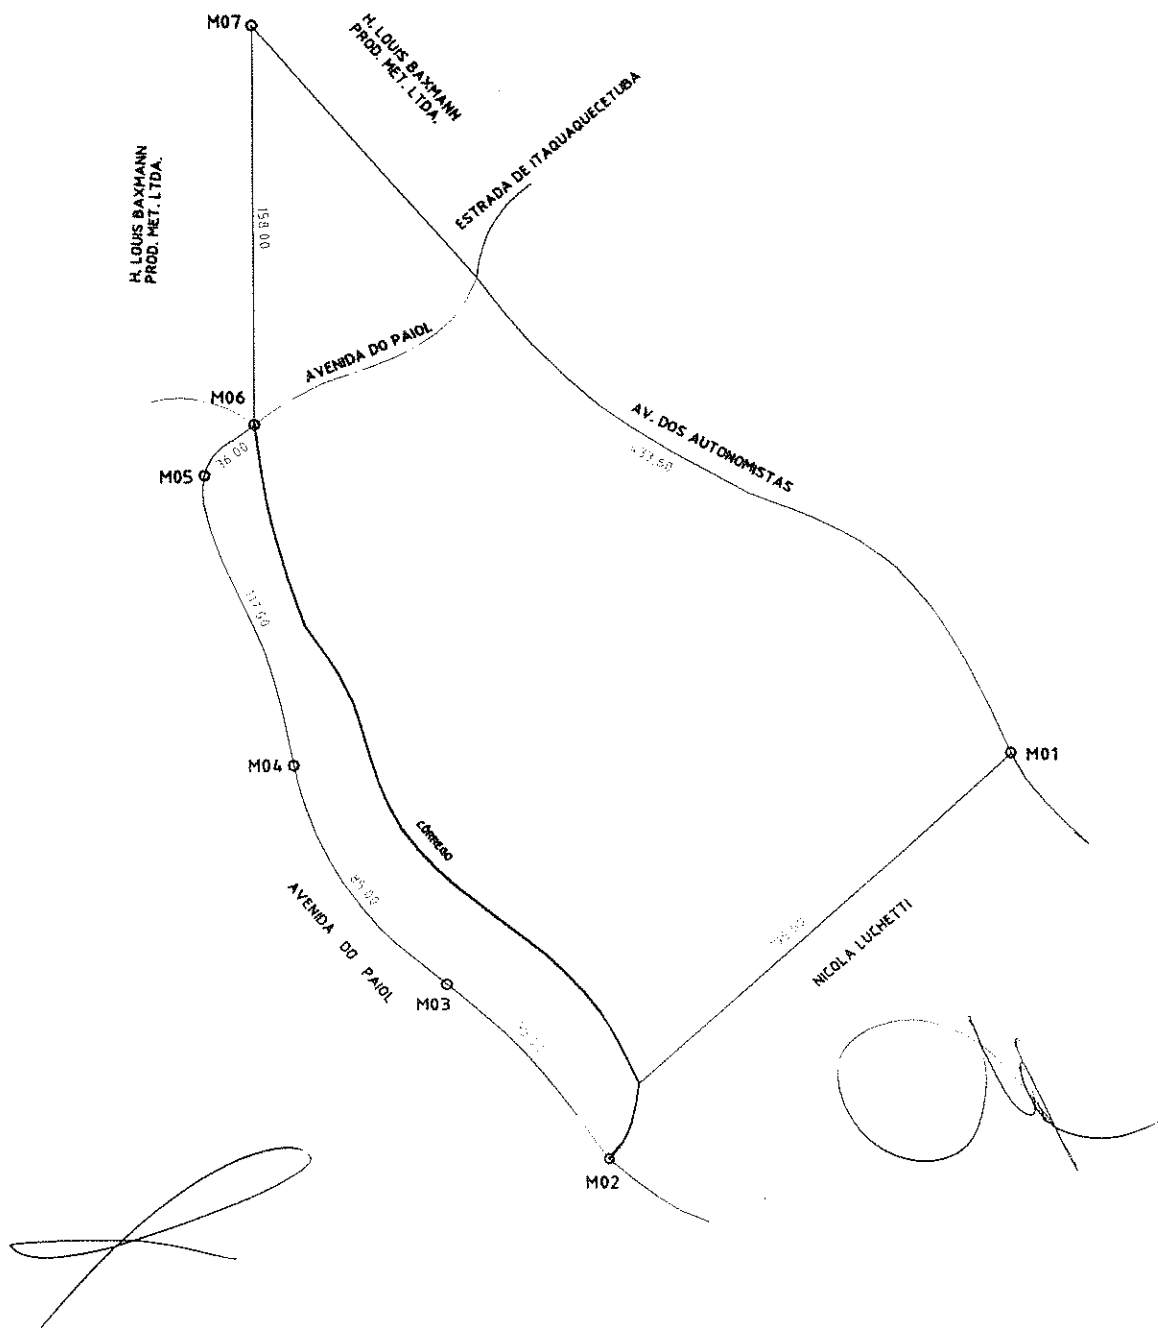 M07
H. LOUIS BAXMANN
PROD. MET. LTDA.
ESTRADA DE ITAQUAQUECETUBA
H. LOUIS BAXMANN
PROD. MET. LTDA.
158.00
AVENIDA DO PAIOL
M06
AV. DOS AUTONOMISTAS
36.00
M05
M01
M04
CÓRREGO
89.00
AVENIDA DO PAIOL
NICOLA LUCHETTI
M03
M02